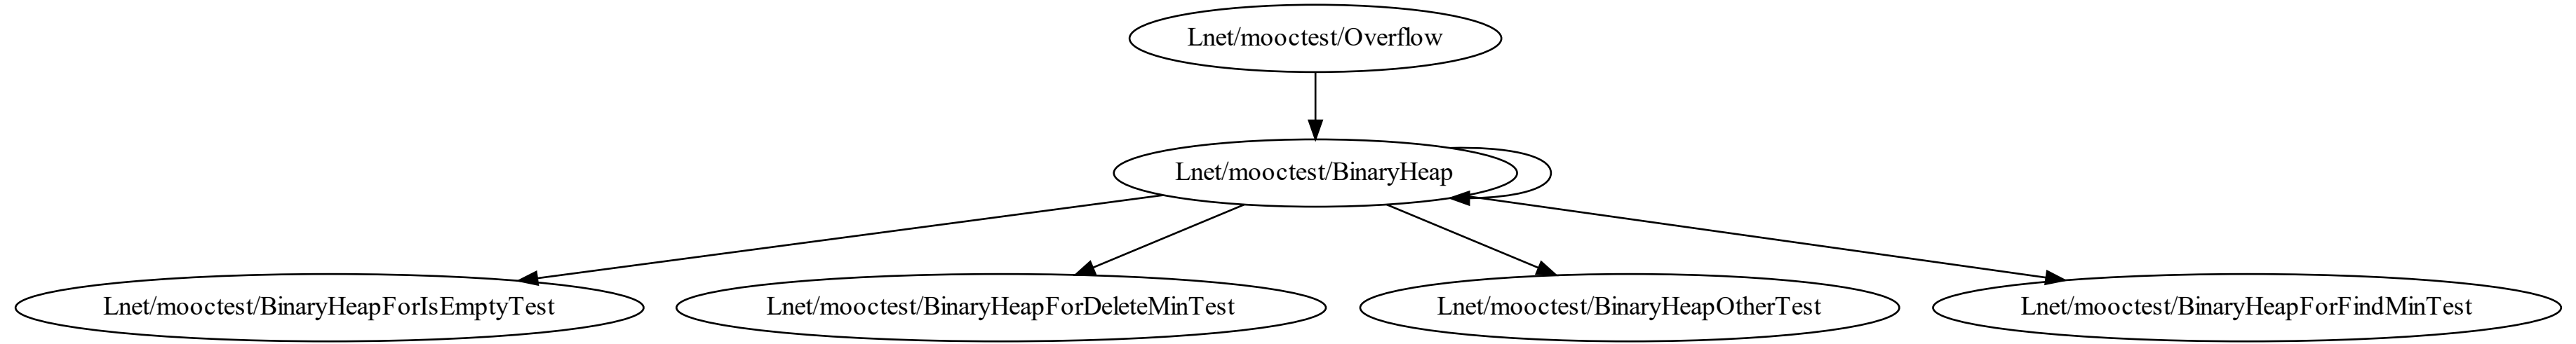 Lnet/mooctest/Overflow
Lnet/mooctest/BinaryHeap
Lnet/mooctest/BinaryHeapForIsEmptyTest
Lnet/mooctest/BinaryHeapForDeleteMinTest
Lnet/mooctest/BinaryHeapOtherTest
Lnet/mooctest/BinaryHeapForFindMinTest